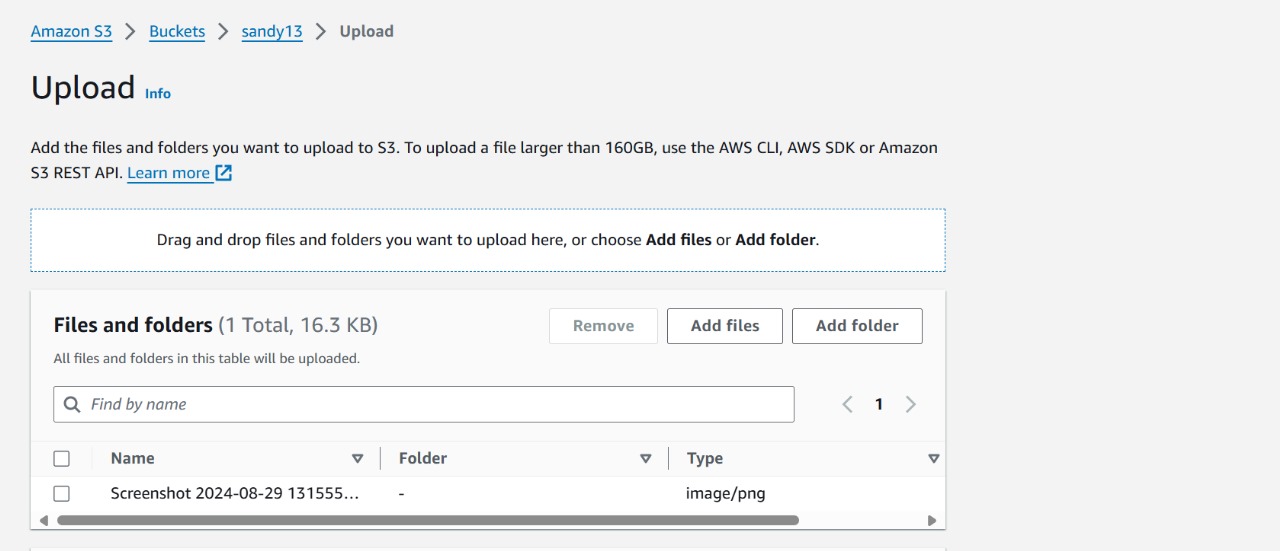 Amazon S3 > Buckets > sandy13 > Upload
Upload Info
Add the files and folders you want to upload to S3. To upload a file larger than 160GB, use the AWS CLI, AWS SDK or Amazon
S3 REST API. Learn more
Drag and drop files and folders you want to upload here, or choose Add files or Add folder.
Files and folders (1 Total, 16.3 KB) Remove Add files Add folder
All files and folders in this table will be uploaded.
Find by name 1
Name Folder Type
Screenshot 2024-08-29 131555... - image/png